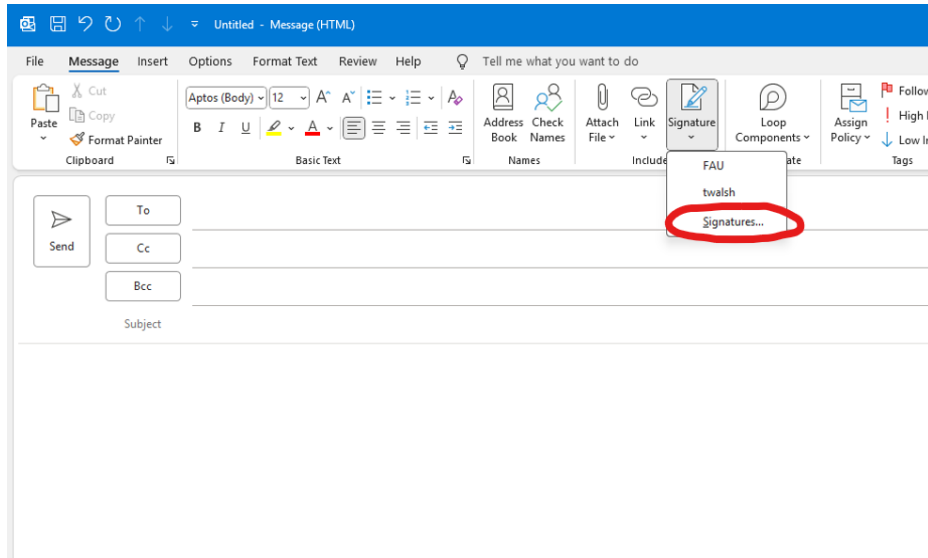 Untitled - Message (HTML)
File Message Insert Options Format Text Review Help Tell me what you want to do
Paste
Cut
Copy
Format Painter
Clipboard
Aptos (Body) 12
B I U
Basic Text
Address Book
Check Names
Names
Attach File
Link
Signature
Include
FAU
twalsh
Signatures...
Loop Components
ate
Assign Policy
Follow
High
Low
Tags
Send
To
Cc
Bcc
Subject